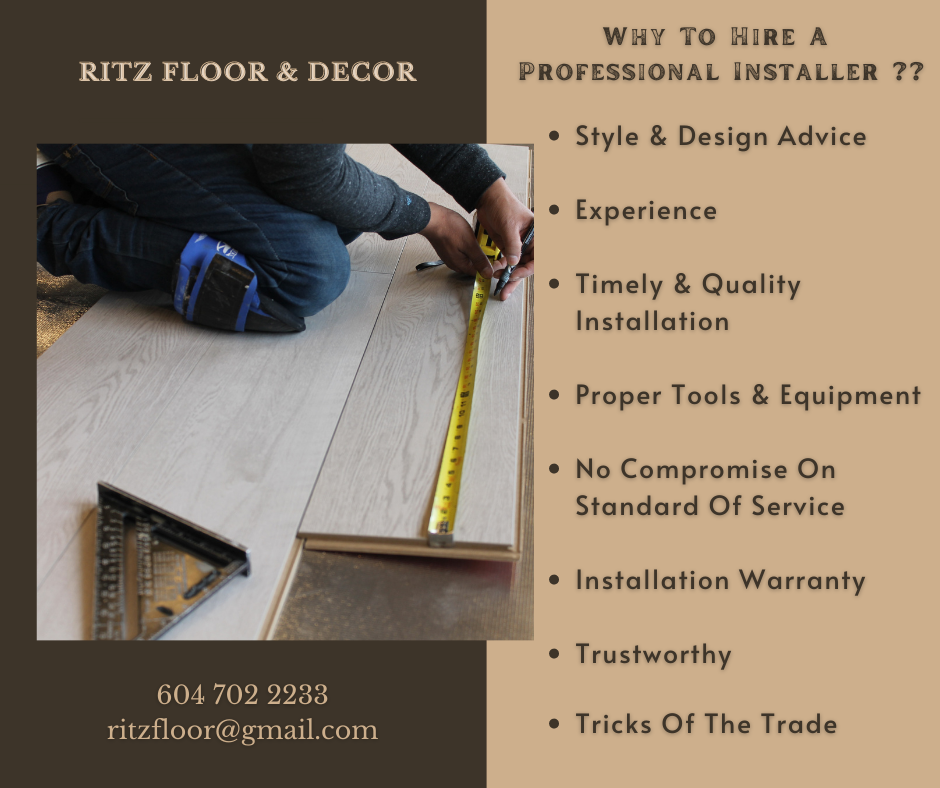 RITZ FLOOR & DECOR
604 702 2233
ritzfloor@gmail.com
Why To Hire A
Professional Installer ??
• Style & Design Advice
• Experience
• Timely & Quality
Installation
• Proper Tools & Equipment
• No Compromise On
Standard Of Service
• Installation Warranty
• Trustworthy
• Tricks Of The Trade